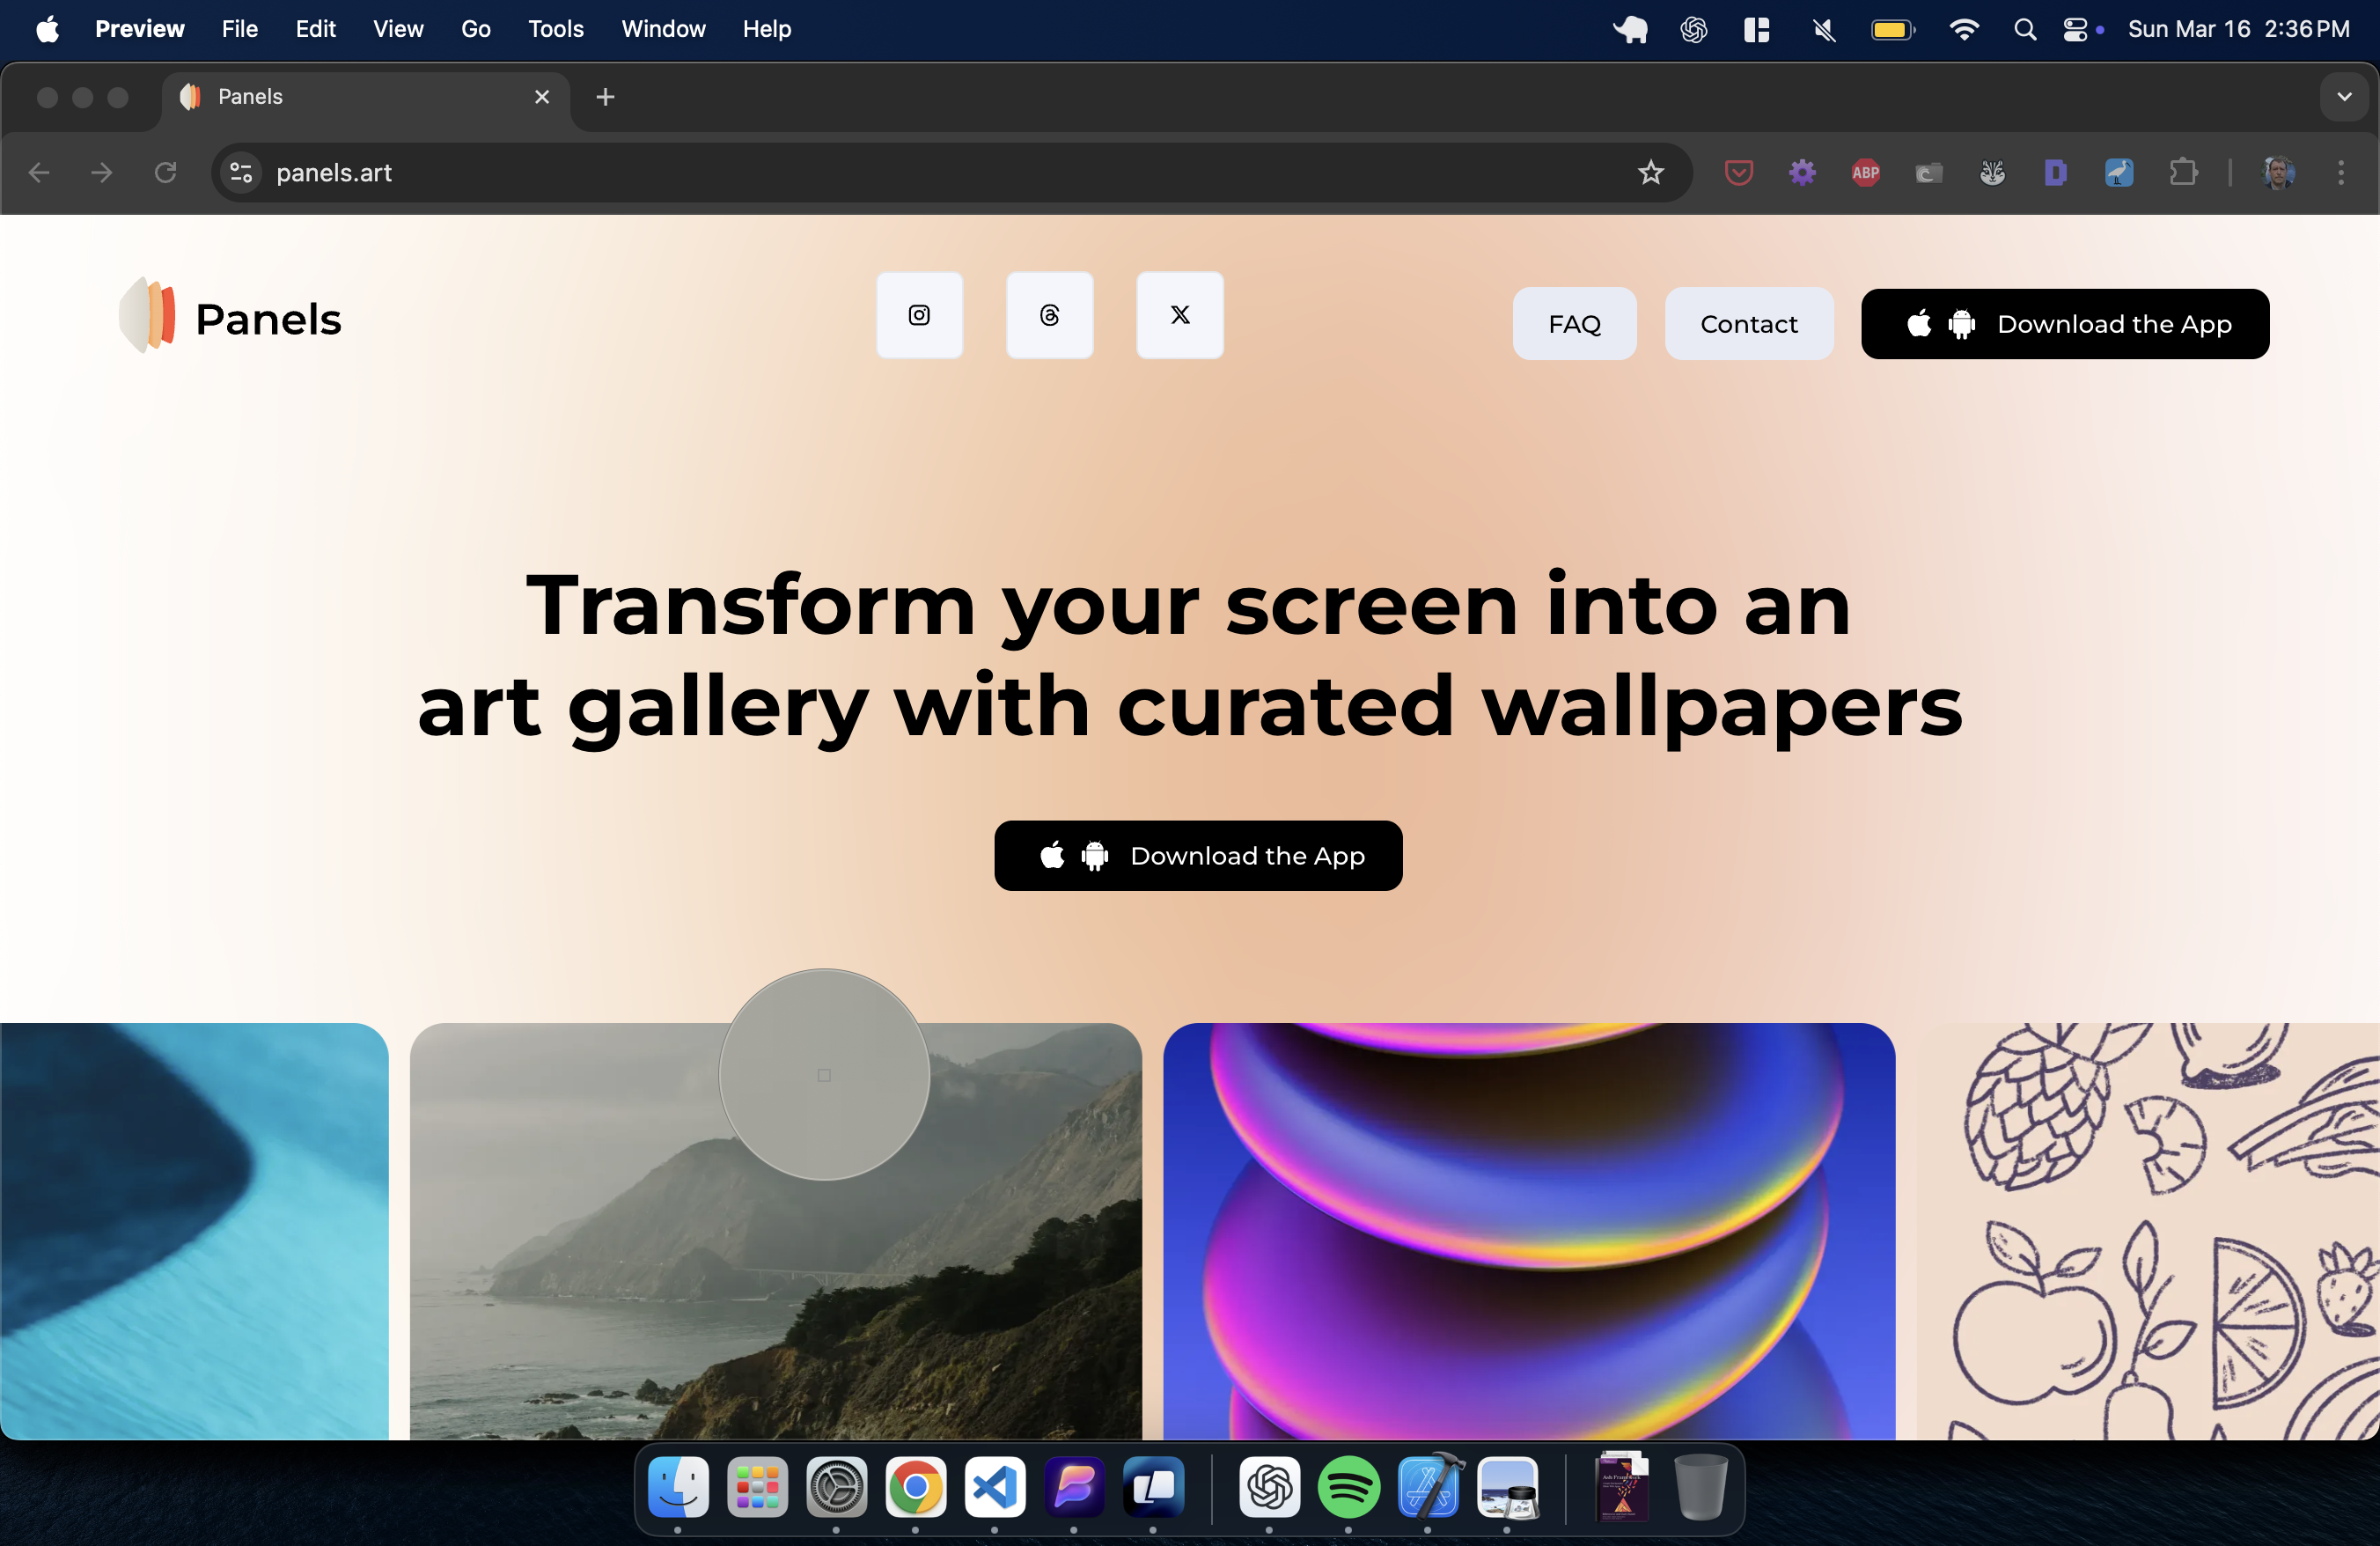 Preview File Edit View Go Tools Window Help Sun Mar 16 2:36 PM
Panels
panels.art
ABP
D
Panels
FAQ Contact Download the App
Transform your screen into an
art gallery with curated wallpapers
Download the App